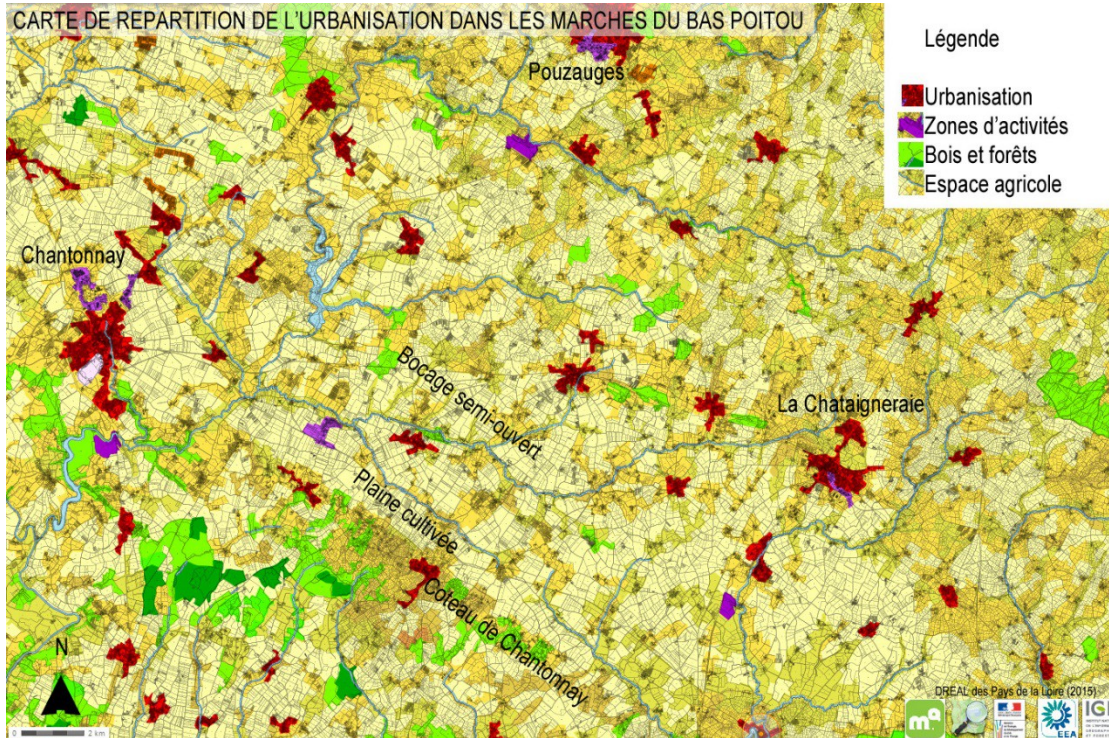 CARTE DE REPARTITION DE L'URBANISATION DANS LES MARCHES DU BAS POITOU
Légende
Urbanisation
Zones d'activités
Bois et forêts
Espace agricole
Pouzauges
Chantonnay
Bocage semi-ouvert
La Chataigneraie
Plaine cultivée
Coteau de Chantonnay
N
0 2 km
DREAL des Pays de la Loire (2015)
EEA
IGN